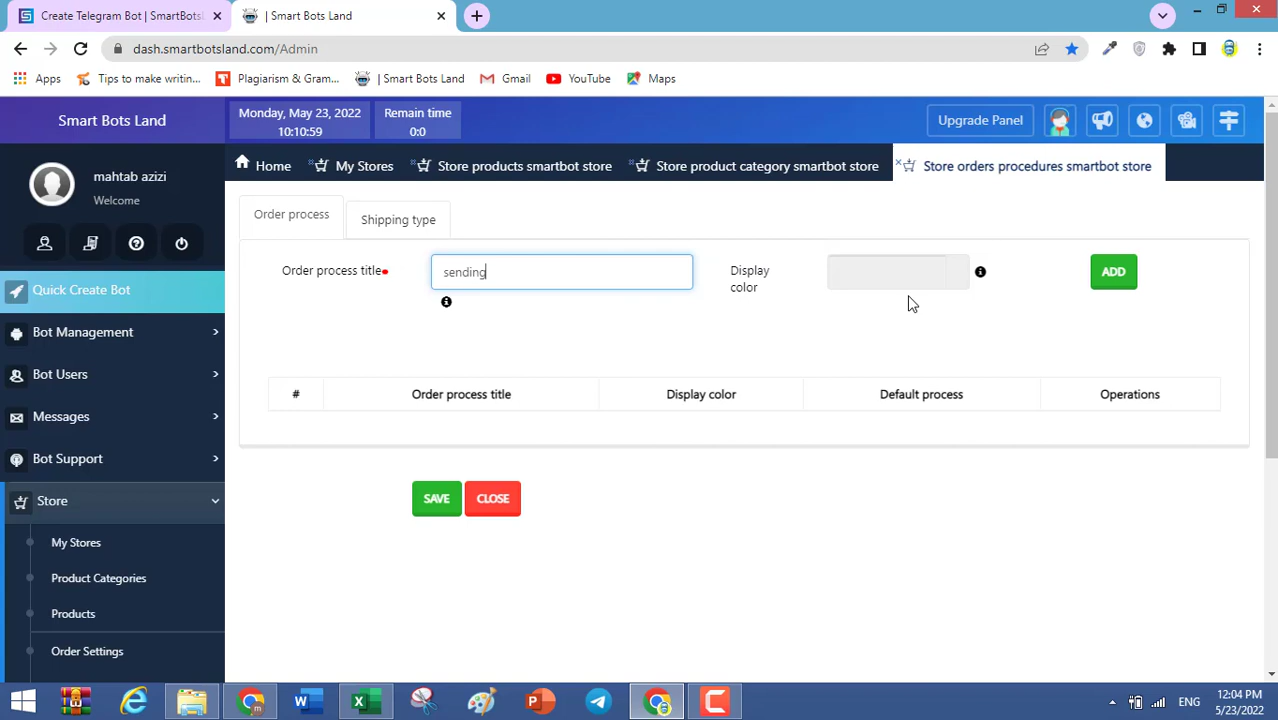 Create Telegram Bot | SmartBotsL
| Smart Bots Land
dash.smartbotsland.com/Admin
Apps
Tips to make writin...
Plagiarism & Gram...
| Smart Bots Land
Gmail
YouTube
Maps
Smart Bots Land
Monday, May 23, 2022
10:10:59
Remain time
0:0
Upgrade Panel
mahtab azizi
Welcome
Home
My Stores
Store products smartbot store
Store product category smartbot store
Store orders procedures smartbot store
Order process
Shipping type
Order process title
sending
Display
color
ADD
#
Order process title
Display color
Default process
Operations
SAVE
CLOSE
Quick Create Bot
Bot Management
Bot Users
Messages
Bot Support
Store
My Stores
Product Categories
Products
Order Settings
ENG
12:04 PM
5/23/2022